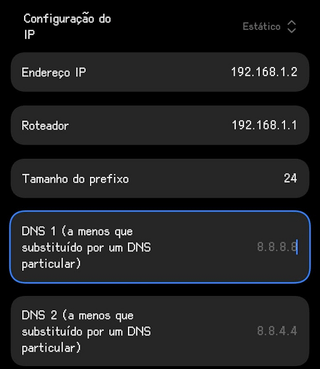 Configuração do
IP
Estático
Endereço IP
192.168.1.2
Roteador
192.168.1.1
Tamanho do prefixo
24
DNS 1 (a menos que
substituído por um DNS
particular)
8.8.8.8
DNS 2 (a menos que
substituído por um DNS
particular)
8.8.4.4